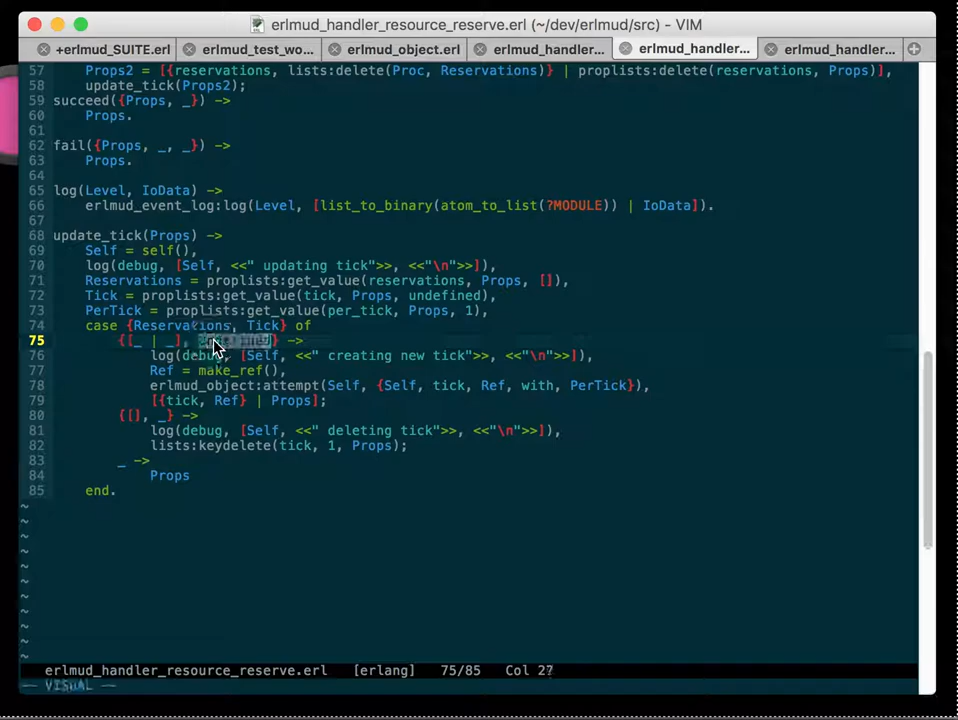 erlmud_handler_resource_reserve.erl (~/dev/erlmud/src) - VIM
+erlmud_SUITE.erl erlmud_test_wo... erlmud_object.erl erlmud_handler... erlmud_handler... erlmud_handler...
57 Props2 = [{reservations, lists:delete(Proc, Reservations)} | proplists:delete(reservations, Props)],
58 update_tick(Props2);
59 succeed({Props, _}) ->
60 Props.
61
62 fail({Props, _, _}) ->
63 Props.
64
65 log(Level, IoData) ->
66 erlmud_event_log:log(Level, [list_to_binary(atom_to_list(?MODULE)) | IoData]).
67
68 update_tick(Props) ->
69 Self = self(),
70 log(debug, [Self, <<" updating tick">>, <<"\n">>]),
71 Reservations = proplists:get_value(reservations, Props, []),
72 Tick = proplists:get_value(tick, Props, undefined),
73 PerTick = proplists:get_value(per_tick, Props, 1),
74 case {Reservations, Tick} of
75 {[_ | _], } ->
76 log(debug, [Self, <<" creating new tick">>, <<"\n">>]),
77 Ref = make_ref(),
78 erlmud_object:attempt(Self, {Self, tick, Ref, with, PerTick}),
79 [{tick, Ref} | Props];
80 {[], _} ->
81 log(debug, [Self, <<" deleting tick">>, <<"\n">>]),
82 lists:keydelete(tick, 1, Props);
83 _ ->
84 Props
85 end.
~
~
~
~
~
~
~
~
~
~
~
erlmud_handler_resource_reserve.erl [erlang] 75/85 Col 27
-- VISUAL --